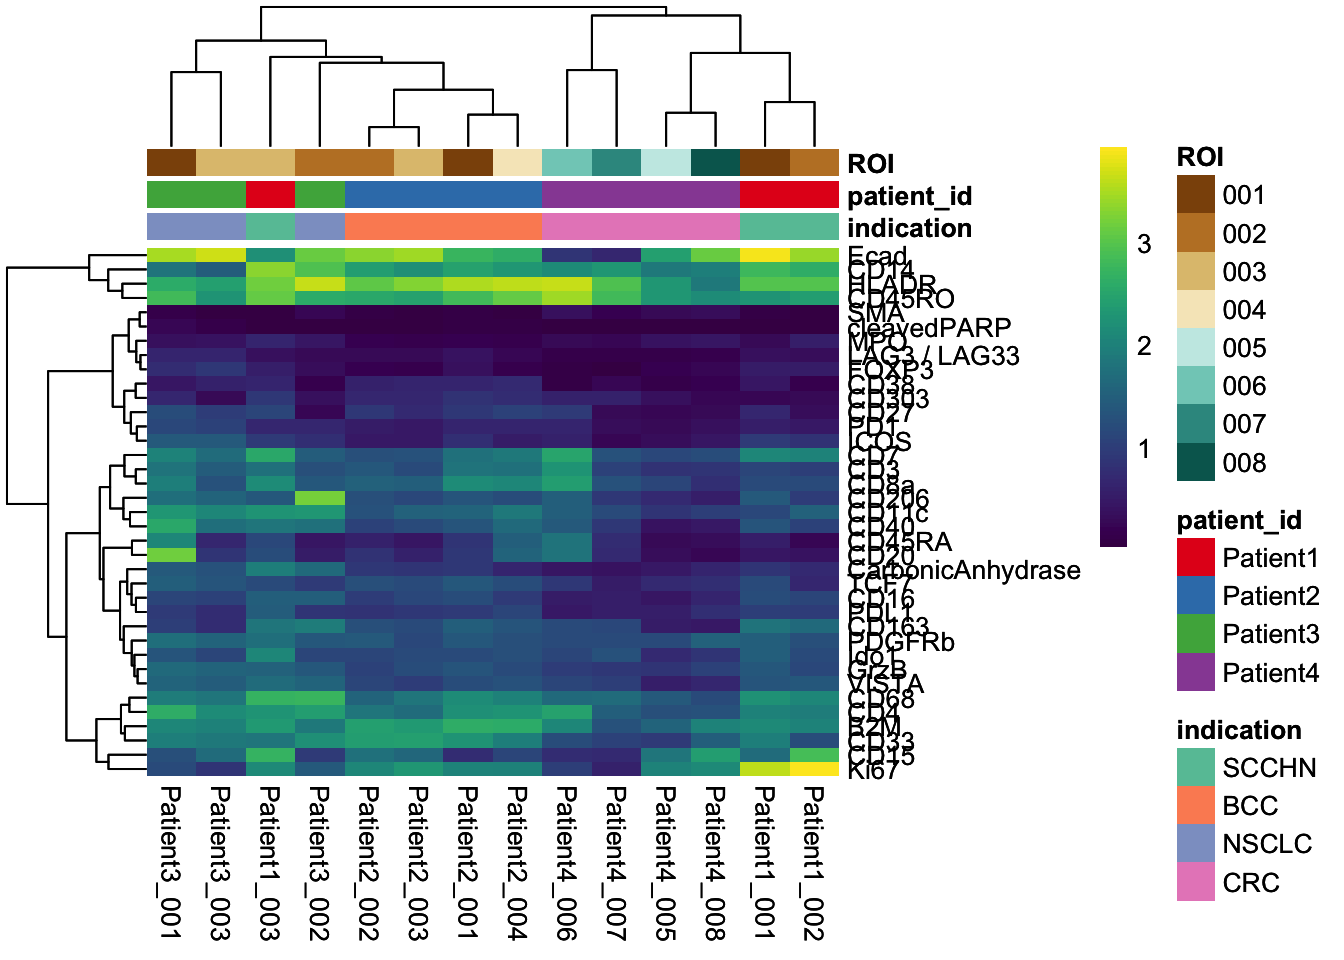 ROI
patient_id
indication
Ecad
CD14
HLADR
CD45RO
SMA
cleavedPARP
MPO
LAG3 / LAG33
FOXP3
CD38
CD303
CD27
PD1
ICOS
CD7
CD3
CD8a
CD206
CD11c
CD40
CD45RA
CD20
CarbonicAnhydrase
TCF7
CD16
PDL1
CD163
PDGFRb
Ido1
GrzB
VISTA
CD68
CD4
B2M
CD33
CD15
Ki67
Patient3_001
Patient3_003
Patient1_003
Patient3_002
Patient2_002
Patient2_003
Patient2_001
Patient2_004
Patient4_006
Patient4_007
Patient4_005
Patient4_008
Patient1_001
Patient1_002
3
2
1
ROI
001
002
003
004
005
006
007
008
patient_id
Patient1
Patient2
Patient3
Patient4
indication
SCCHN
BCC
NSCLC
CRC